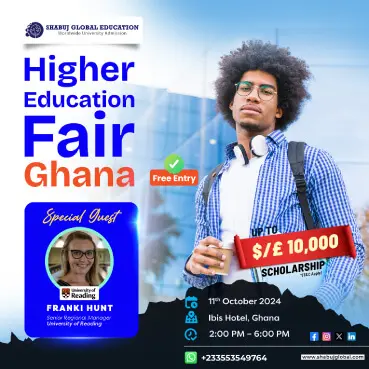 SHABUJ GLOBAL EDUCATION
Worldwide University Admission
Higher
Education
Fair
Ghana
Free Entry
Special Guest
University of
Reading
FRANKI HUNT
Senior Regional Manager
University of Reading
UP TO
$/£ 10,000
SCHOLARSHIP
*T&C Apply
11th October 2024
Ibis Hotel, Ghana
2:00 PM – 6:00 PM
+233553549764
www.shabujglobal.com